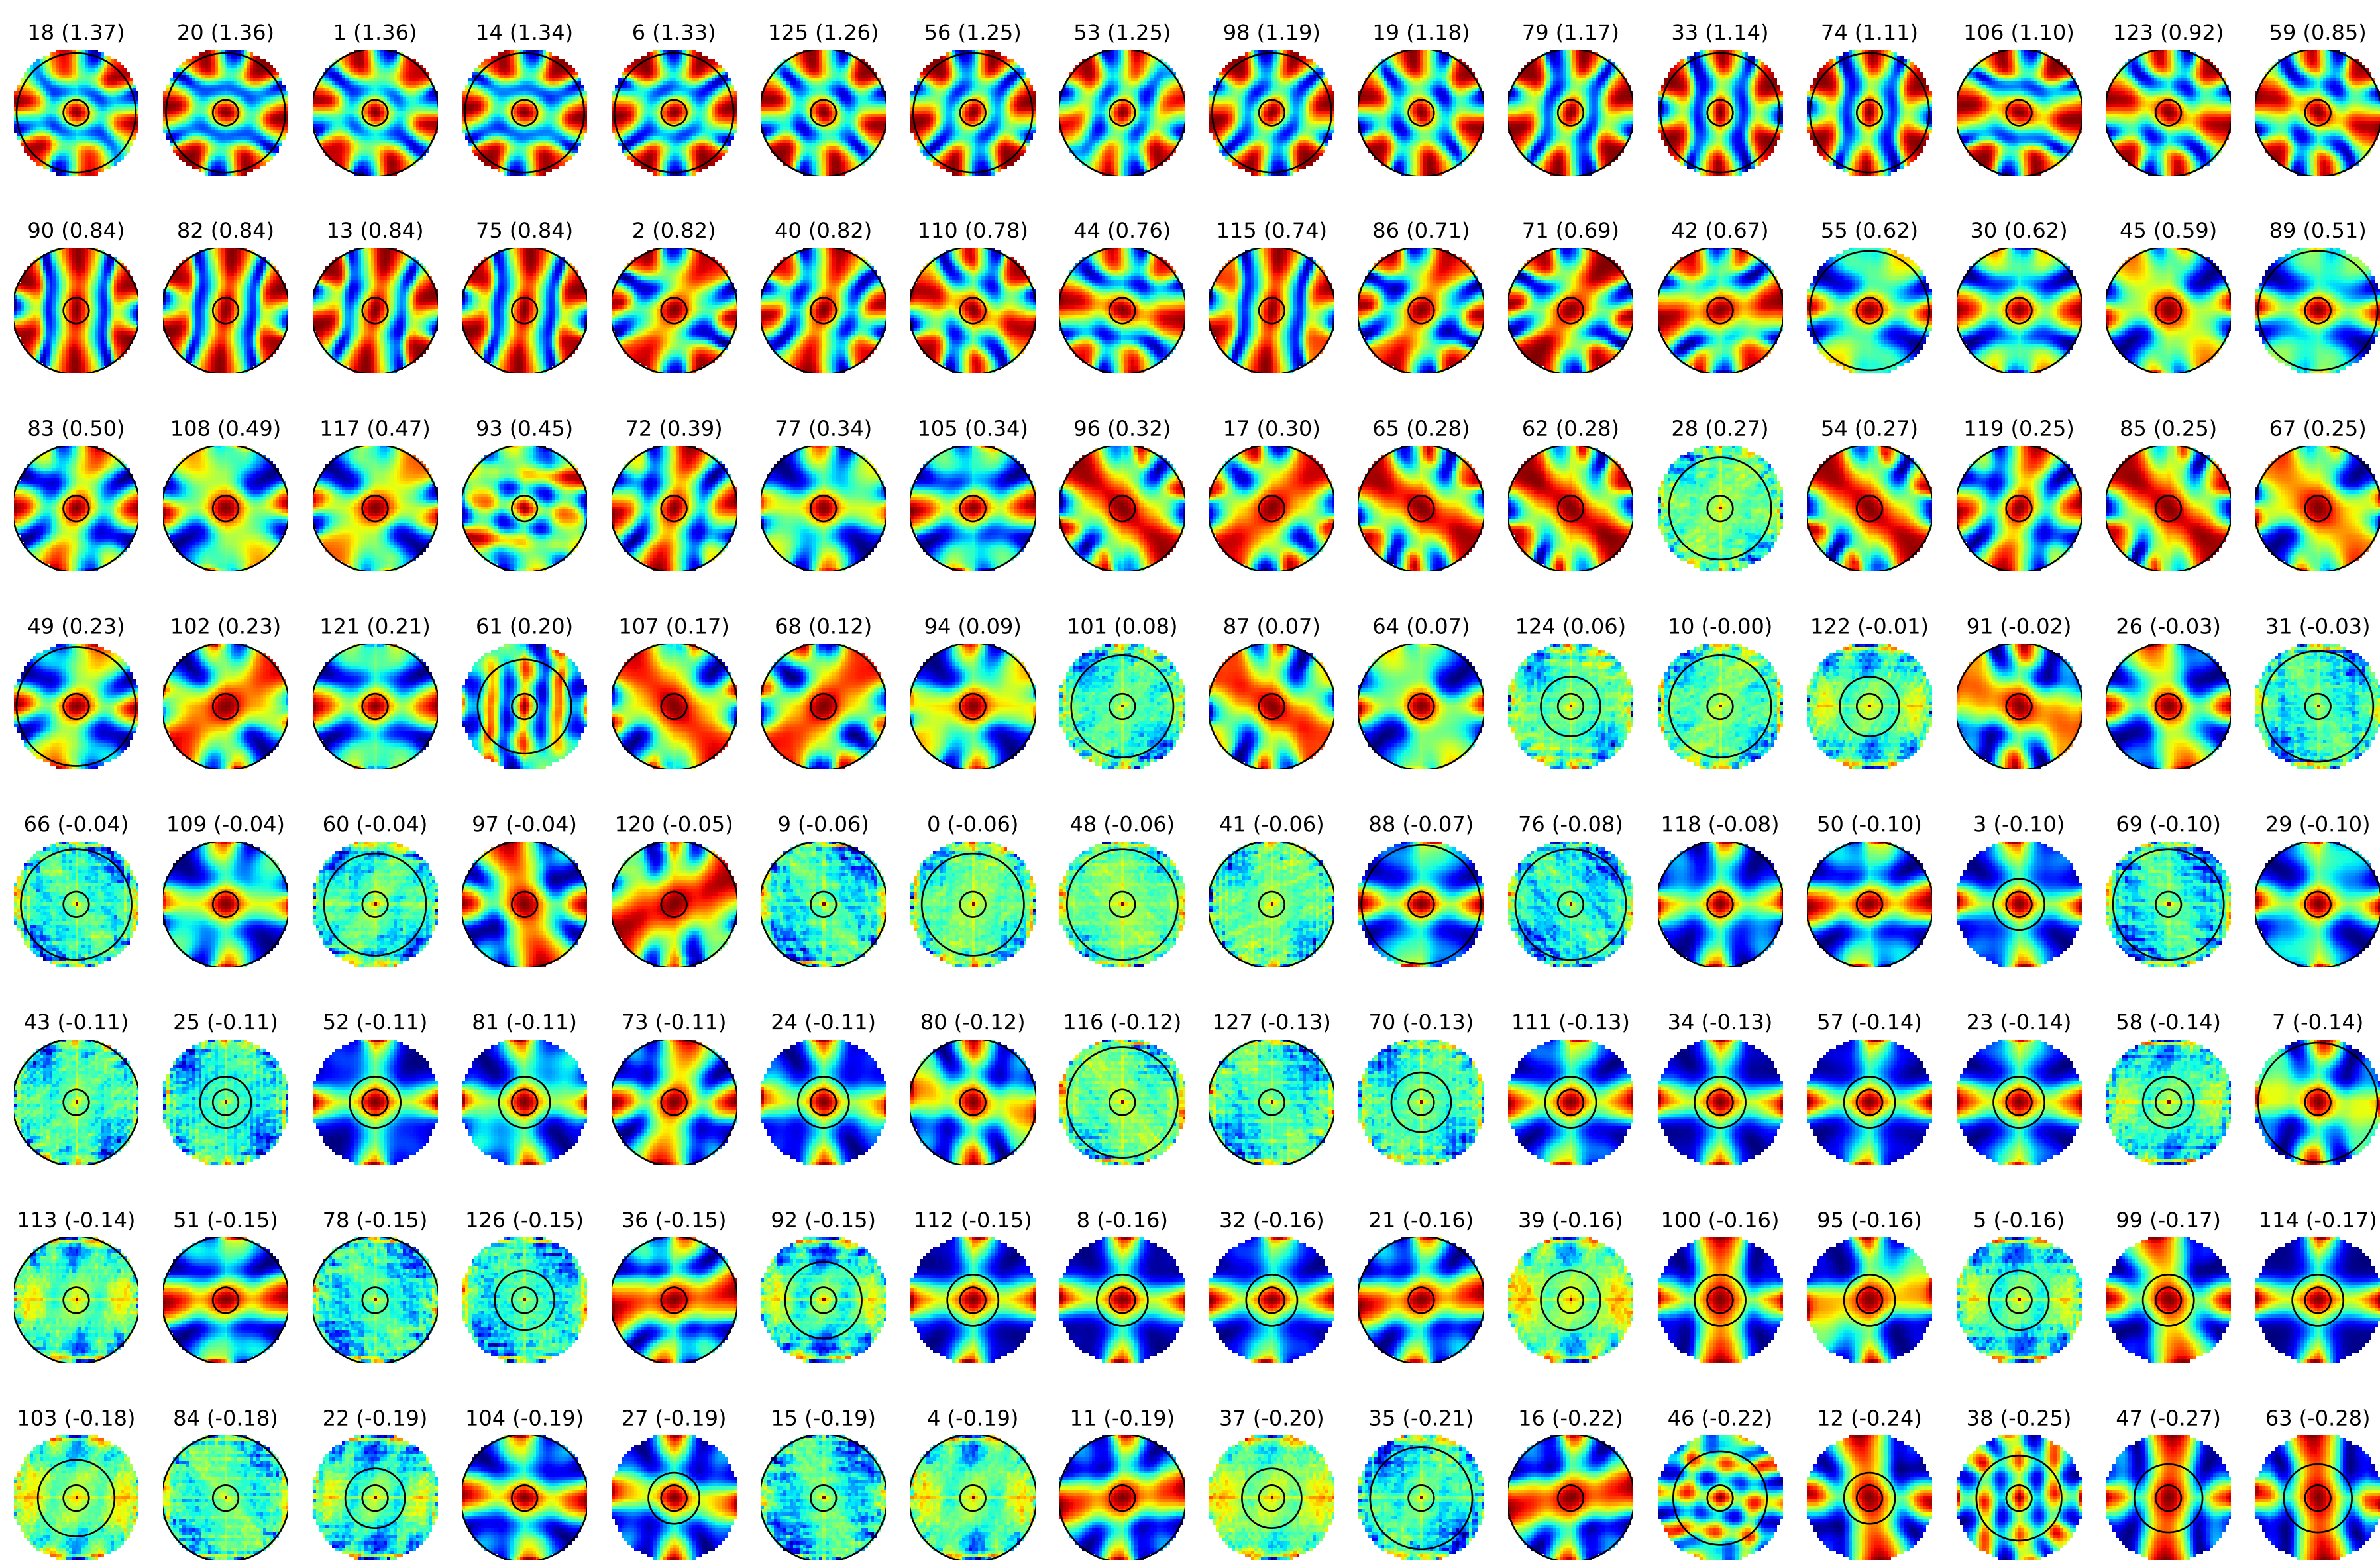 18 (1.37) 20 (1.36) 1 (1.36) 14 (1.34) 6 (1.33) 125 (1.26) 56 (1.25) 53 (1.25) 98 (1.19) 19 (1.18) 79 (1.17) 33 (1.14) 74 (1.11) 106 (1.10) 123 (0.92) 59 (0.85)
90 (0.84) 82 (0.84) 13 (0.84) 75 (0.84) 2 (0.82) 40 (0.82) 110 (0.78) 44 (0.76) 115 (0.74) 86 (0.71) 71 (0.69) 42 (0.67) 55 (0.62) 30 (0.62) 45 (0.59) 89 (0.51)
83 (0.50) 108 (0.49) 117 (0.47) 93 (0.45) 72 (0.39) 77 (0.34) 105 (0.34) 96 (0.32) 17 (0.30) 65 (0.28) 62 (0.28) 28 (0.27) 54 (0.27) 119 (0.25) 85 (0.25) 67 (0.25)
49 (0.23) 102 (0.23) 121 (0.21) 61 (0.20) 107 (0.17) 68 (0.12) 94 (0.09) 101 (0.08) 87 (0.07) 64 (0.07) 124 (0.06) 10 (-0.00) 122 (-0.01) 91 (-0.02) 26 (-0.03) 31 (-0.03)
66 (-0.04) 109 (-0.04) 60 (-0.04) 97 (-0.04) 120 (-0.05) 9 (-0.06) 0 (-0.06) 48 (-0.06) 41 (-0.06) 88 (-0.07) 76 (-0.08) 118 (-0.08) 50 (-0.10) 3 (-0.10) 69 (-0.10) 29 (-0.10)
43 (-0.11) 25 (-0.11) 52 (-0.11) 81 (-0.11) 73 (-0.11) 24 (-0.11) 80 (-0.12) 116 (-0.12) 127 (-0.13) 70 (-0.13) 111 (-0.13) 34 (-0.13) 57 (-0.14) 23 (-0.14) 58 (-0.14) 7 (-0.14)
113 (-0.14) 51 (-0.15) 78 (-0.15) 126 (-0.15) 36 (-0.15) 92 (-0.15) 112 (-0.15) 8 (-0.16) 32 (-0.16) 21 (-0.16) 39 (-0.16) 100 (-0.16) 95 (-0.16) 5 (-0.16) 99 (-0.17) 114 (-0.17)
103 (-0.18) 84 (-0.18) 22 (-0.19) 104 (-0.19) 27 (-0.19) 15 (-0.19) 4 (-0.19) 11 (-0.19) 37 (-0.20) 35 (-0.21) 16 (-0.22) 46 (-0.22) 12 (-0.24) 38 (-0.25) 47 (-0.27) 63 (-0.28)